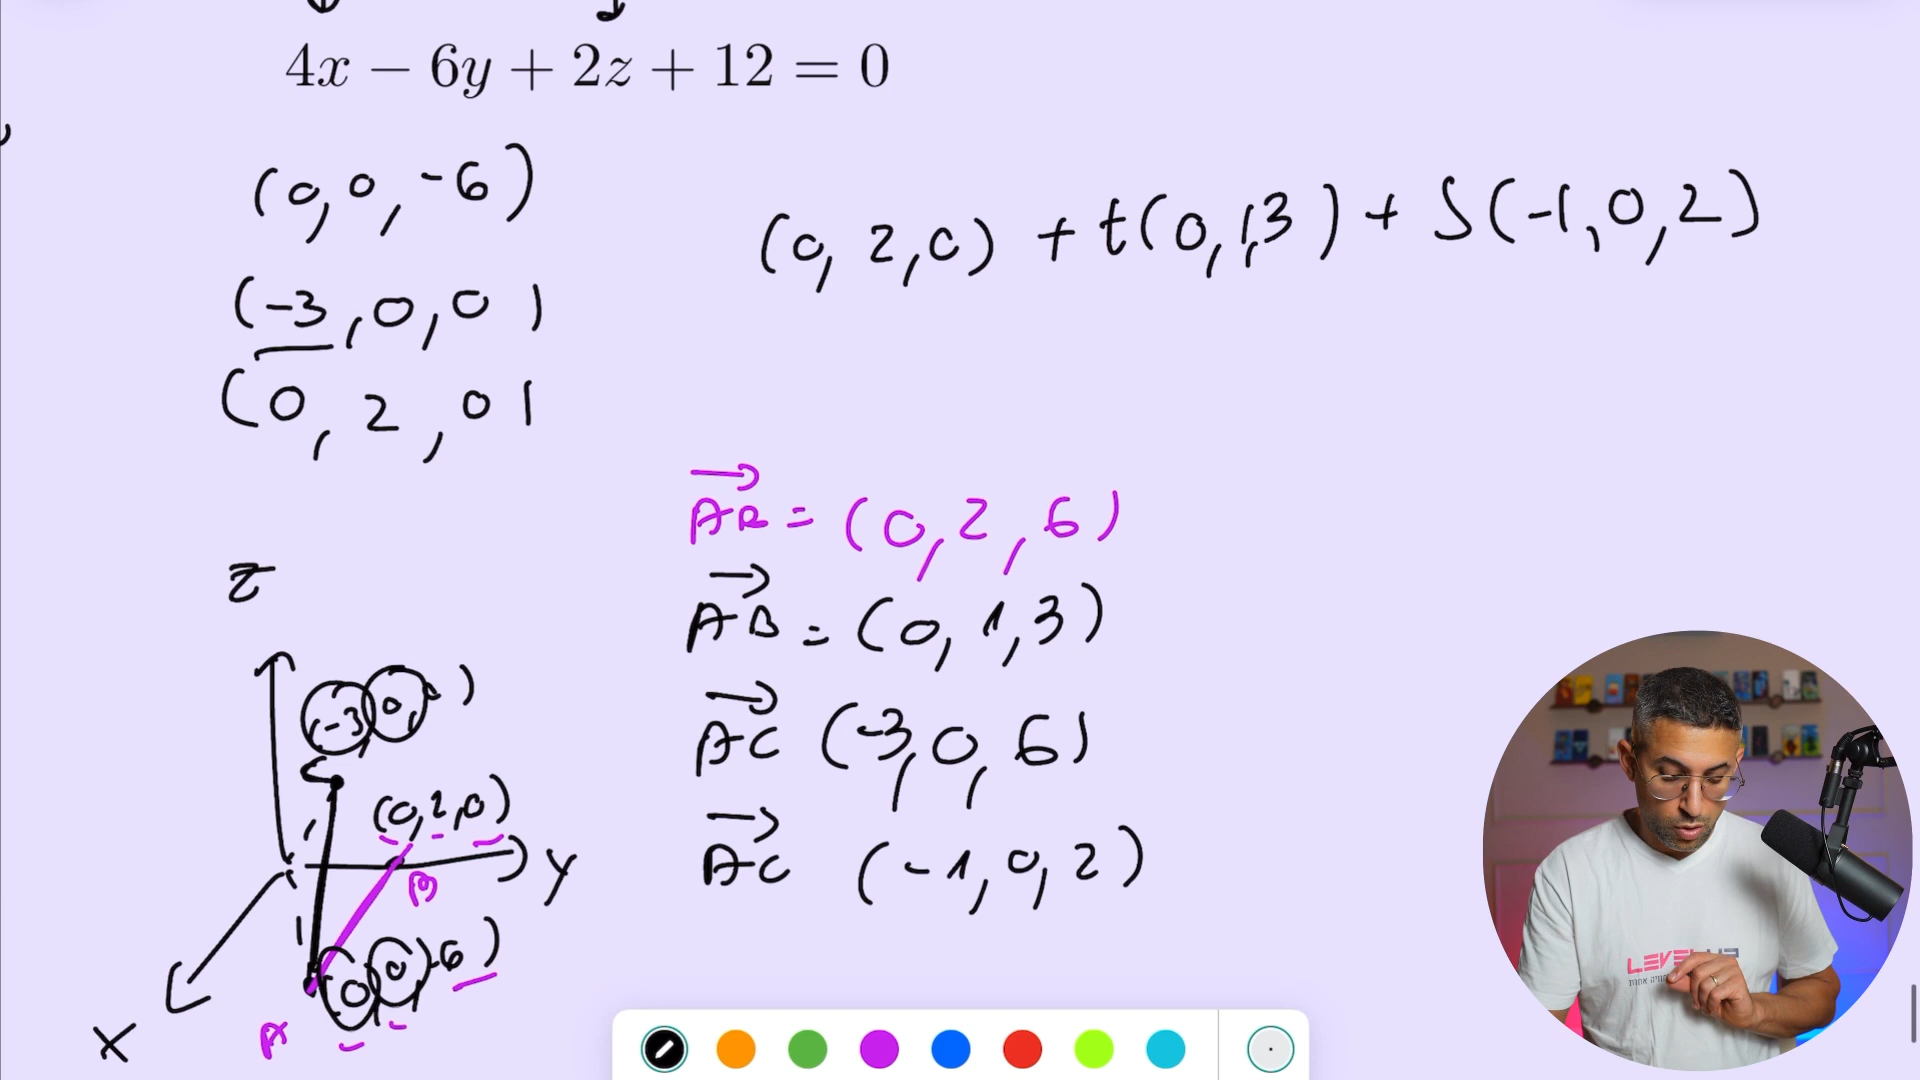 4x − 6y + 2z + 12 = 0
(0,0,-6)
(0, 2,0) + t(0,1,3) + S(-1,0,2)
(-3,0,0)
(0, 2, 0)
AB = (0,2,6)
AB = (0,1,3)
AC (-3,0,6)
AC (-1,0,2)
z
(-3, 0, )
(0,2,0)
y
B
(0,0,-6)
A
x
LEVEL UP